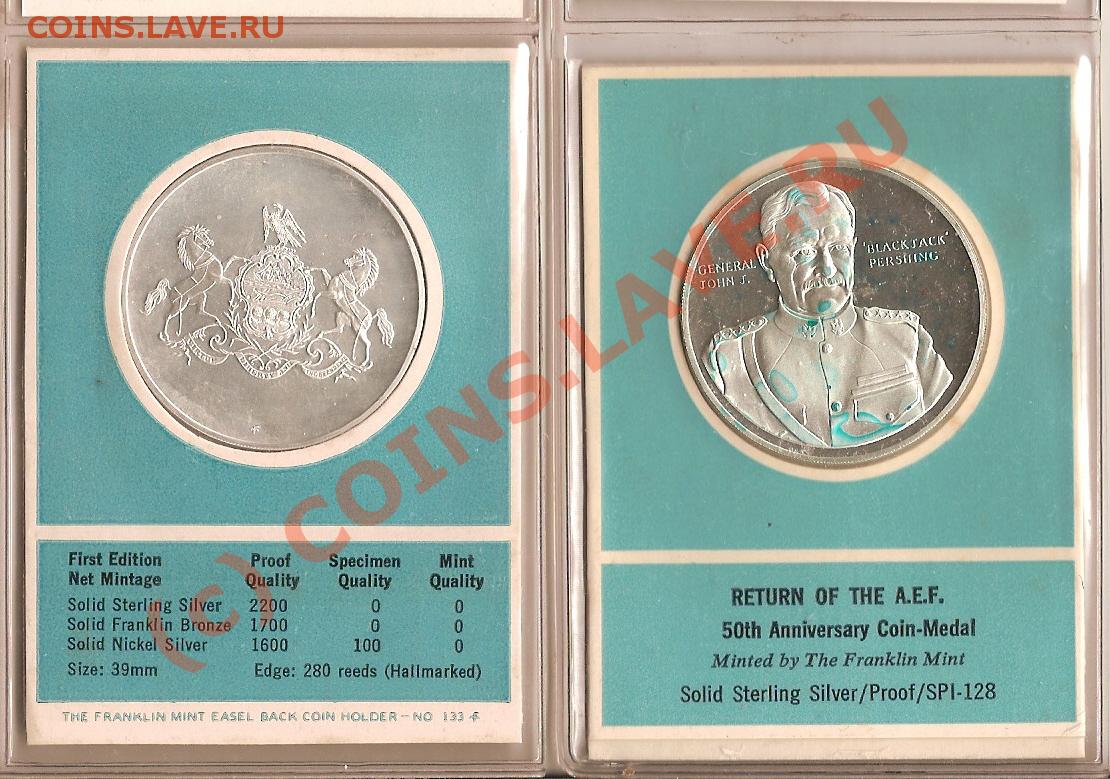 COINS.LAVE.RU
(c) COINS.LAVE.RU
First Edition Proof Specimen Mint
Net Mintage Quality Quality Quality
Solid Sterling Silver 2200 0 0
Solid Franklin Bronze 1700 0 0
Solid Nickel Silver 1600 100 0
Size: 39mm Edge: 280 reeds (Hallmarked)
THE FRANKLIN MINT EASEL BACK COIN HOLDER — NO 133
GENERAL 'BLACK JACK'
JOHN J. PERSHING
RETURN OF THE A.E.F.
50th Anniversary Coin-Medal
Minted by The Franklin Mint
Solid Sterling Silver/Proof/SPI-128